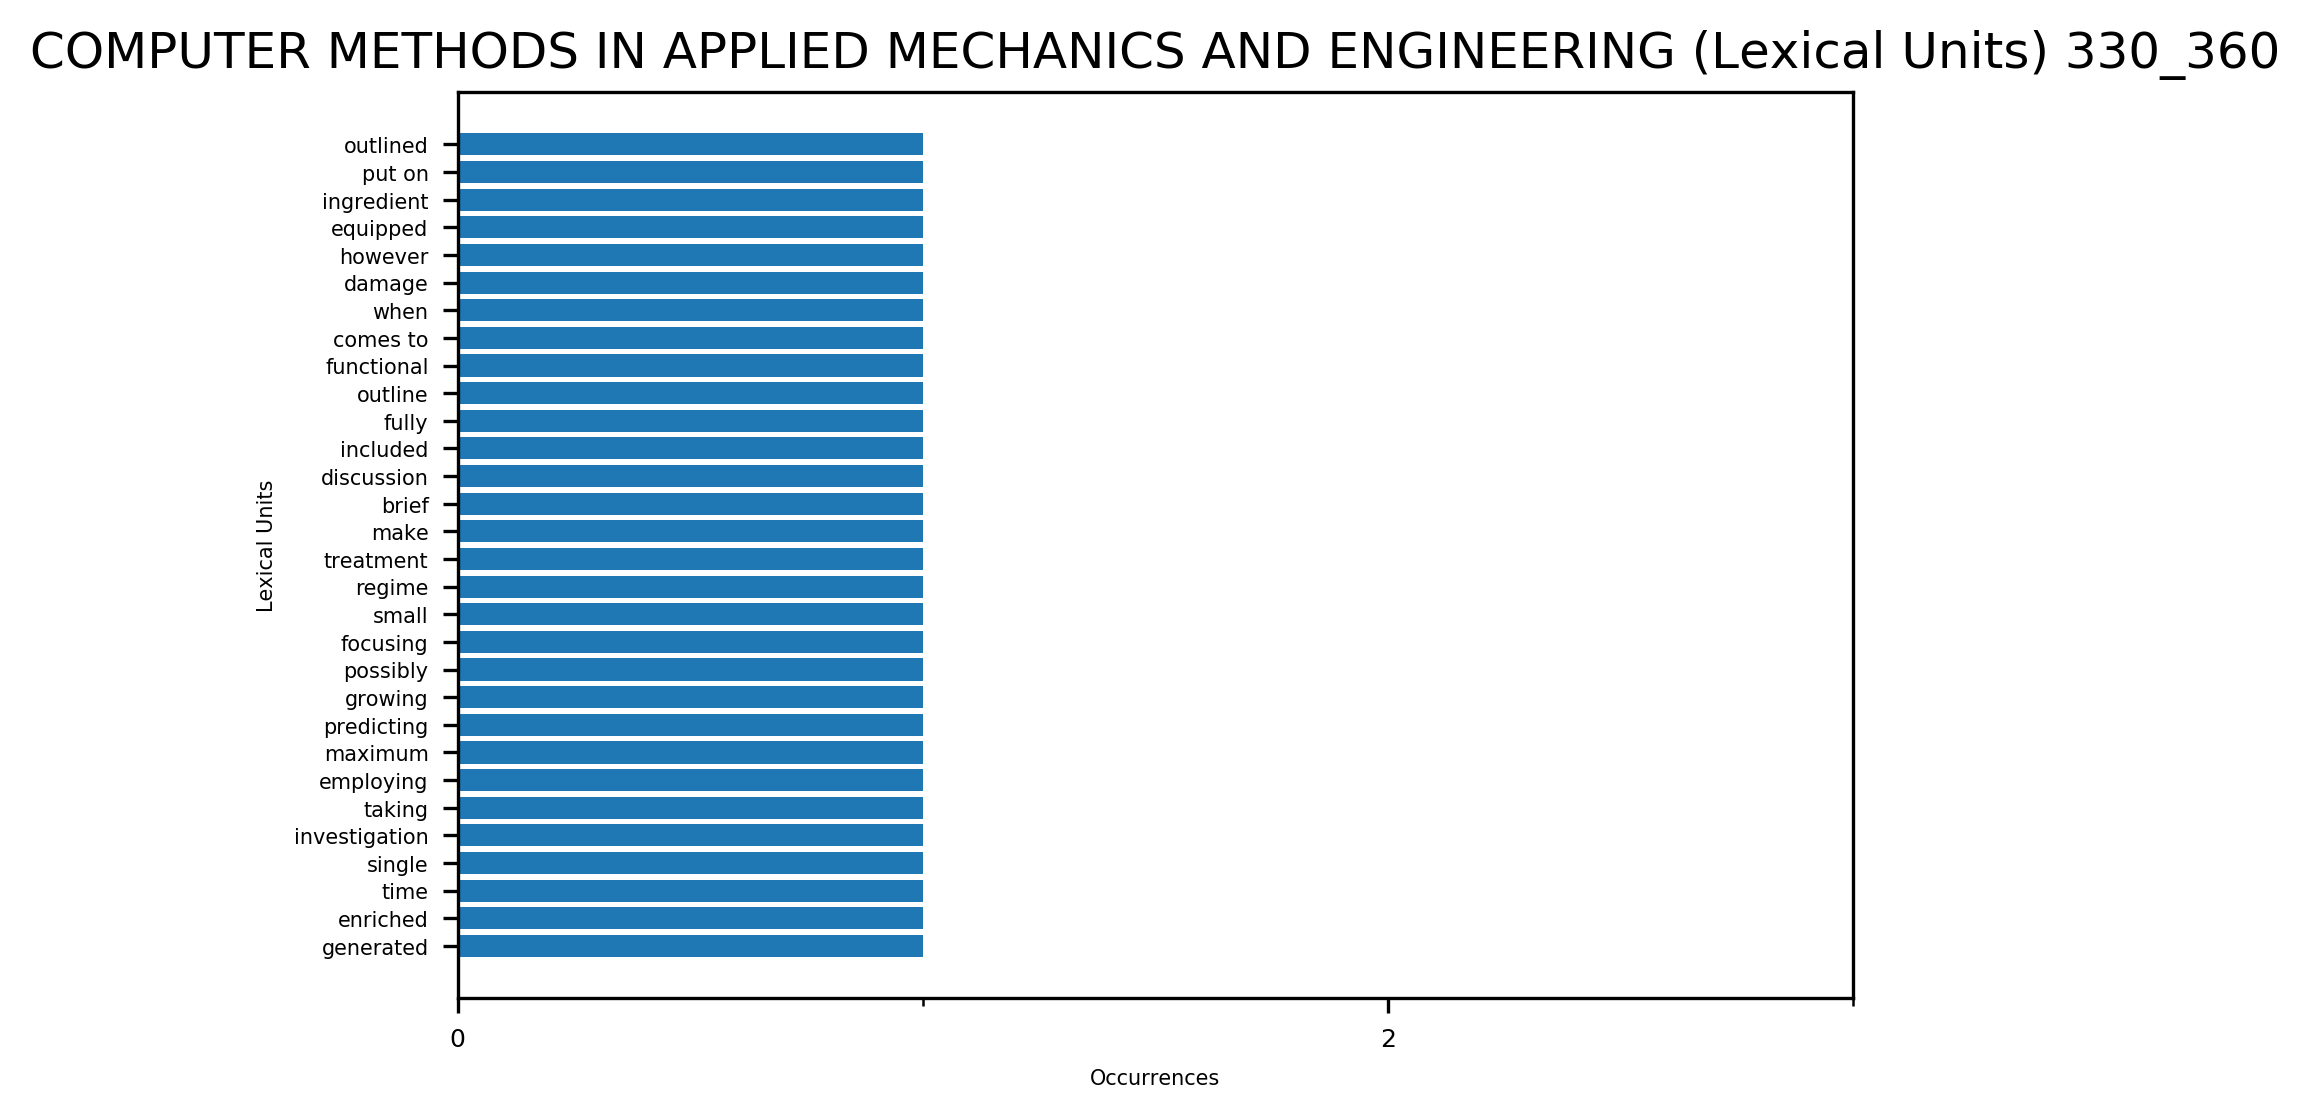 COMPUTER METHODS IN APPLIED MECHANICS AND ENGINEERING (Lexical Units) 330_360
outlined
put on
ingredient
equipped
however
damage
when
comes to
functional
outline
fully
included
discussion
brief
make
treatment
regime
small
focusing
possibly
growing
predicting
maximum
employing
taking
investigation
single
time
enriched
generated
Lexical Units
0
2
Occurrences